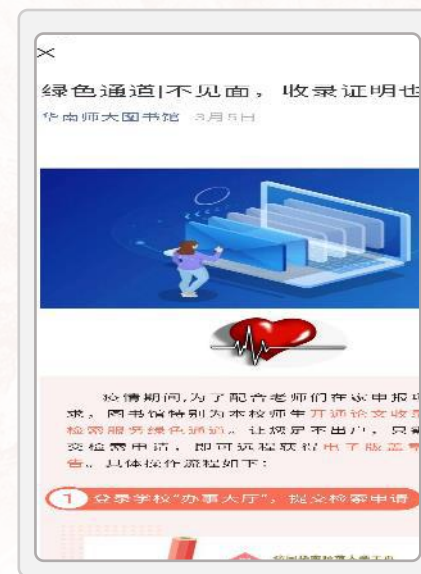 绿色通道|不见面，收录证明也
华南师大图书馆 3月5日
疫情期间,为了配合老师们在家申报
求，图书馆特别为本校师生开通论文收录
检索服务绿色通道。让您足不出户，只
交检索申请，即可远程获得电子版盖章
告。具体操作流程如下：
1 登录学校“办事大厅”，提交检索申请